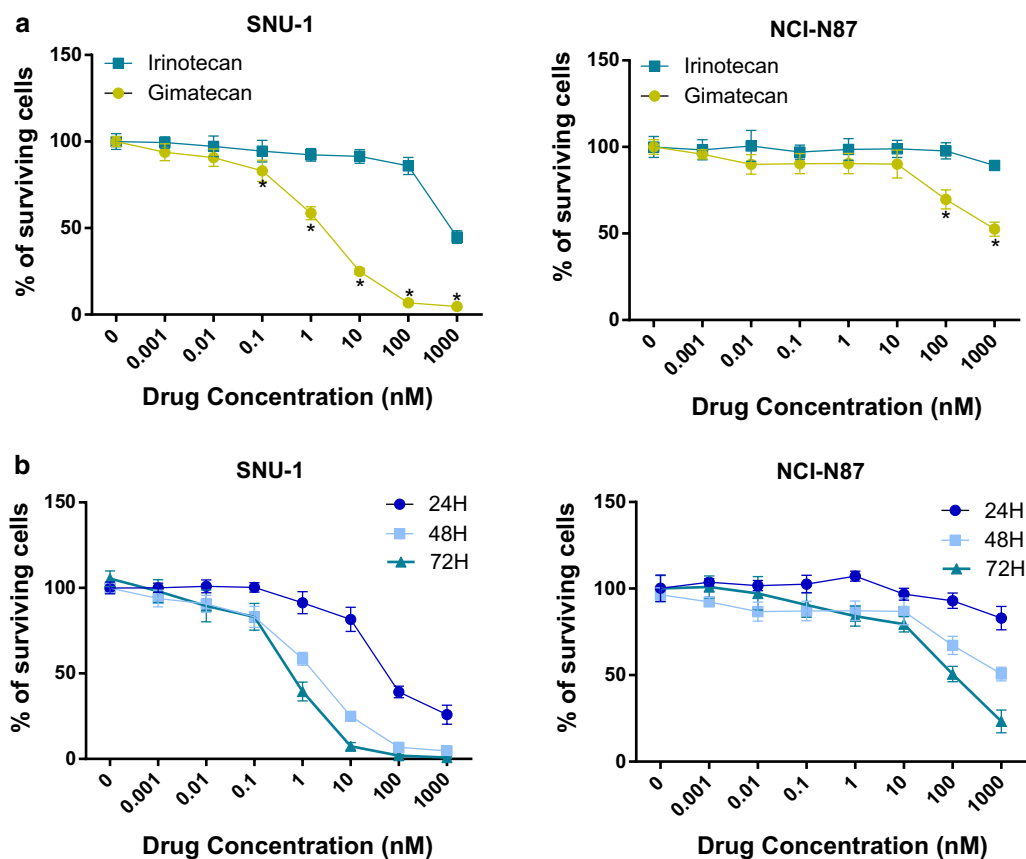 a
SNU-1
150
100
50
0
% of surviving cells
Irinotecan
Gimatecan
*
*
*
*
*
0
0.001
0.01
0.1
1
10
100
1000
Drug Concentration (nM)
NCI-N87
150
100
50
0
% of surviving cells
Irinotecan
Gimatecan
*
*
0
0.001
0.01
0.1
1
10
100
1000
Drug Concentration (nM)
b
SNU-1
150
100
50
0
% of surviving cells
24H
48H
72H
0
0.001
0.01
0.1
1
10
100
1000
Drug Concentration (nM)
NCI-N87
150
100
50
0
% of surviving cells
24H
48H
72H
0
0.001
0.01
0.1
1
10
100
1000
Drug Concentration (nM)